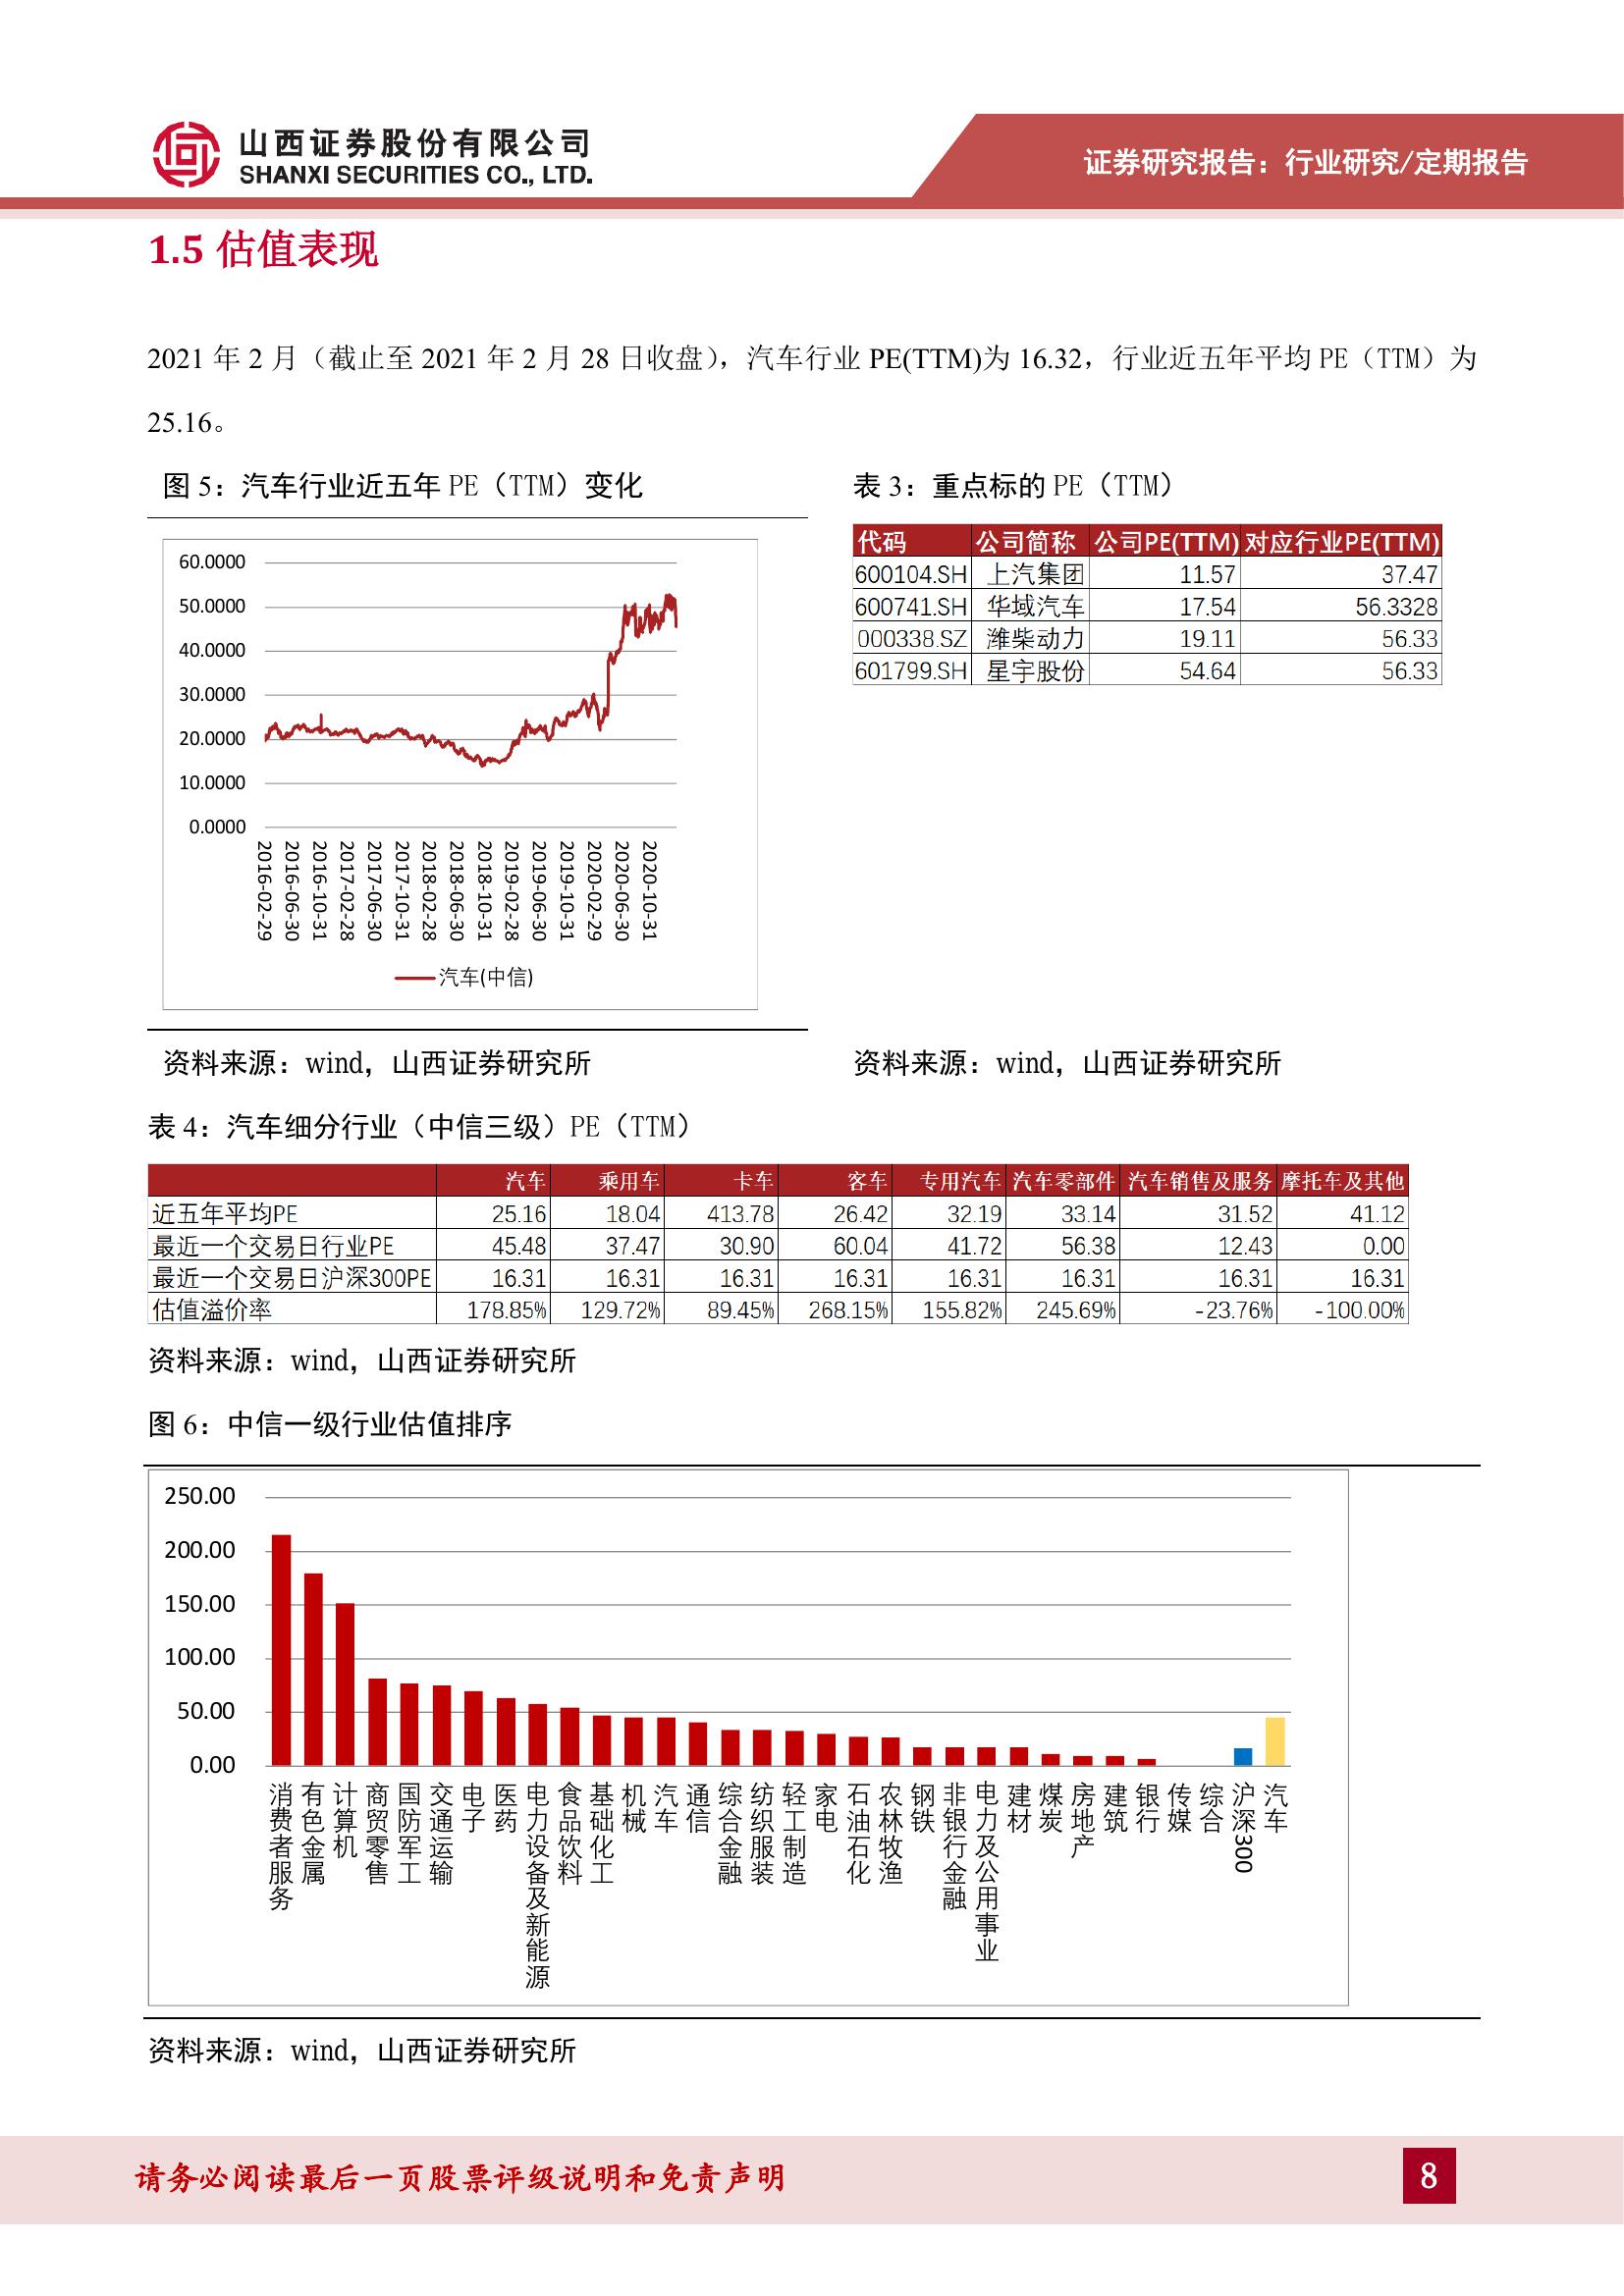 山西证券股份有限公司
SHANXI SECURITIES CO., LTD.
证券研究报告：行业研究/定期报告
1.5 估值表现
2021 年 2 月（截止至 2021 年 2 月 28 日收盘），汽车行业 PE(TTM)为 16.32，行业近五年平均 PE（TTM）为
25.16。
图 5：汽车行业近五年 PE（TTM）变化
60.0000
50.0000
40.0000
30.0000
20.0000
10.0000
0.0000
2016-02-29
2016-06-30
2016-10-31
2017-02-28
2017-06-30
2017-10-31
2018-02-28
2018-06-30
2018-10-31
2019-02-28
2019-06-30
2019-10-31
2020-02-29
2020-06-30
2020-10-31
汽车(中信)
资料来源：wind，山西证券研究所
表 3：重点标的 PE（TTM）
代码 公司简称 公司PE(TTM) 对应行业PE(TTM)
600104.SH 上汽集团 11.57 37.47
600741.SH 华域汽车 17.54 56.3328
000338.SZ 潍柴动力 19.11 56.33
601799.SH 星宇股份 54.64 56.33
资料来源：wind，山西证券研究所
表 4：汽车细分行业（中信三级）PE（TTM）
汽车 乘用车 卡车 客车 专用汽车 汽车零部件 汽车销售及服务 摩托车及其他
近五年平均PE 25.16 18.04 413.78 26.42 32.19 33.14 31.52 41.12
最近一个交易日行业PE 45.48 37.47 30.90 60.04 41.72 56.38 12.43 0.00
最近一个交易日沪深300PE 16.31 16.31 16.31 16.31 16.31 16.31 16.31 16.31
估值溢价率 178.85% 129.72% 89.45% 268.15% 155.82% 245.69% -23.76% -100.00%
资料来源：wind，山西证券研究所
图 6：中信一级行业估值排序
250.00
200.00
150.00
100.00
50.00
0.00
消费者服务
有色金属
计算机
商贸零售
国防军工
交通运输
电子
医药
电力设备及新能源
食品饮料
基础化工
机械
汽车
通信
综合金融
纺织服装
轻工制造
家电
石油石化
农林牧渔
钢铁
非银行金融
电力及公用事业
建材
煤炭
房地产
建筑
银行
传媒
综合
沪深300
汽车
资料来源：wind，山西证券研究所
请务必阅读最后一页股票评级说明和免责声明
8